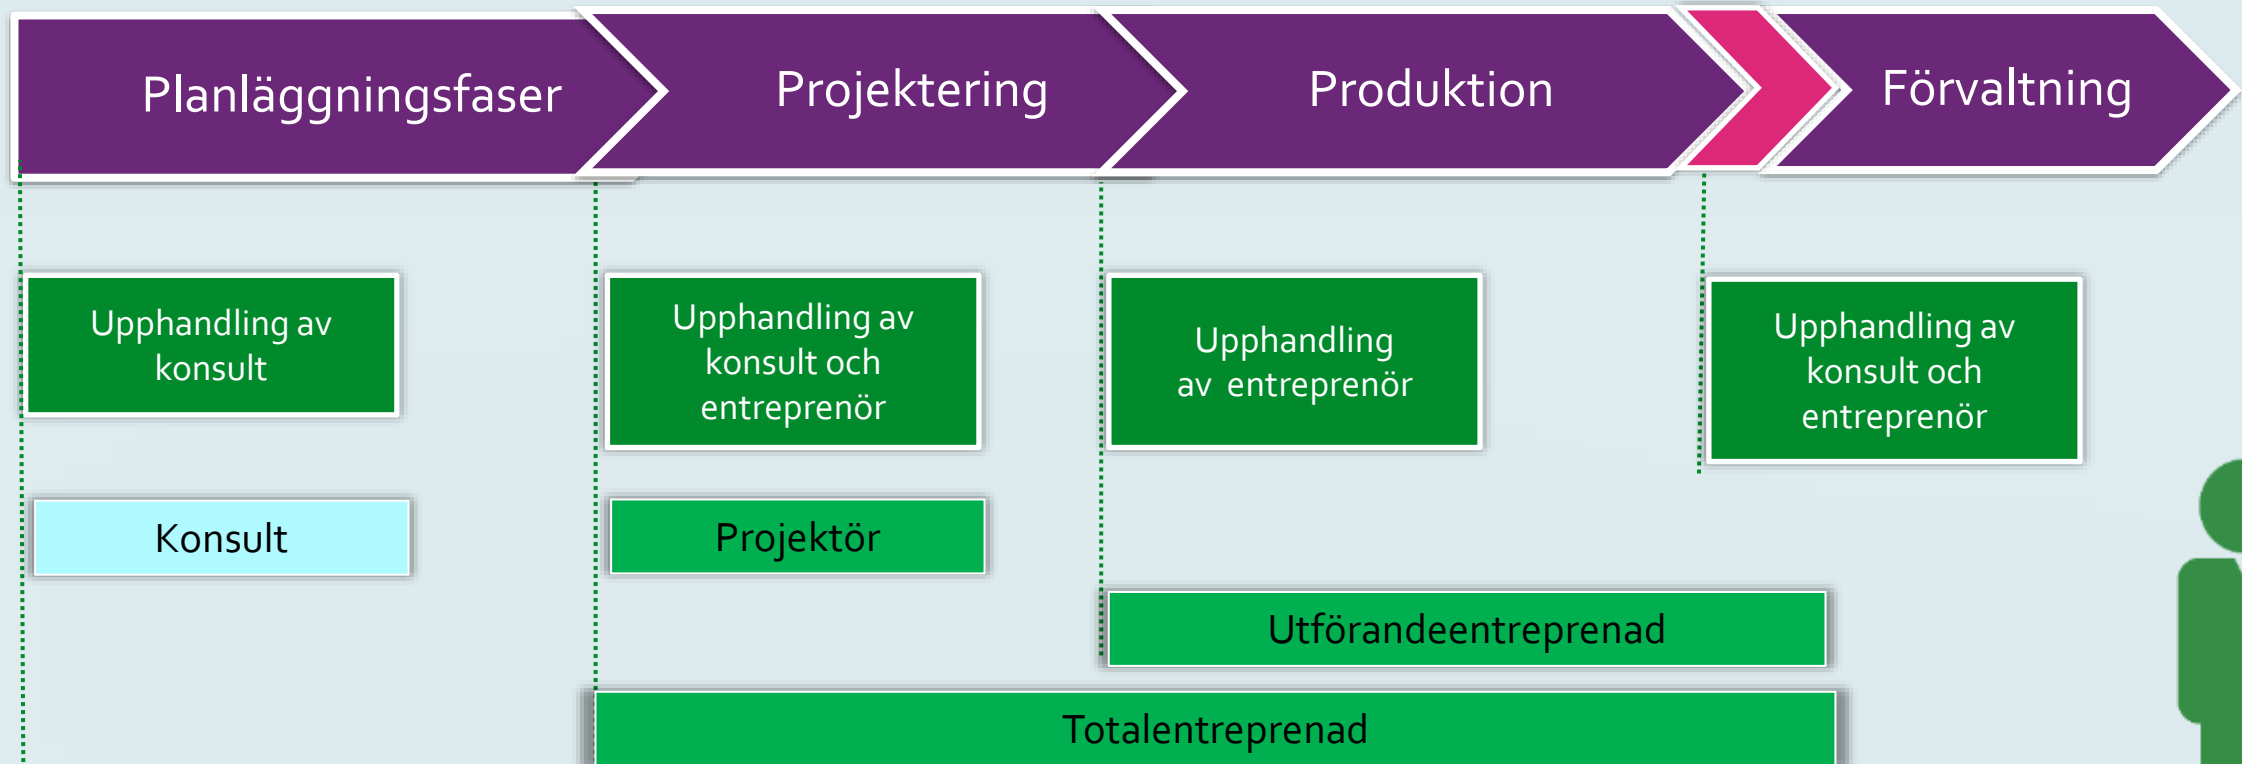 Planläggningsfaser
Projektering
Produktion
Förvaltning
Upphandling av
konsult
Upphandling av
konsult och
entreprenör
Upphandling
av entreprenör
Upphandling av
konsult och
entreprenör
Konsult
Projektör
Utförandeentreprenad
Totalentreprenad